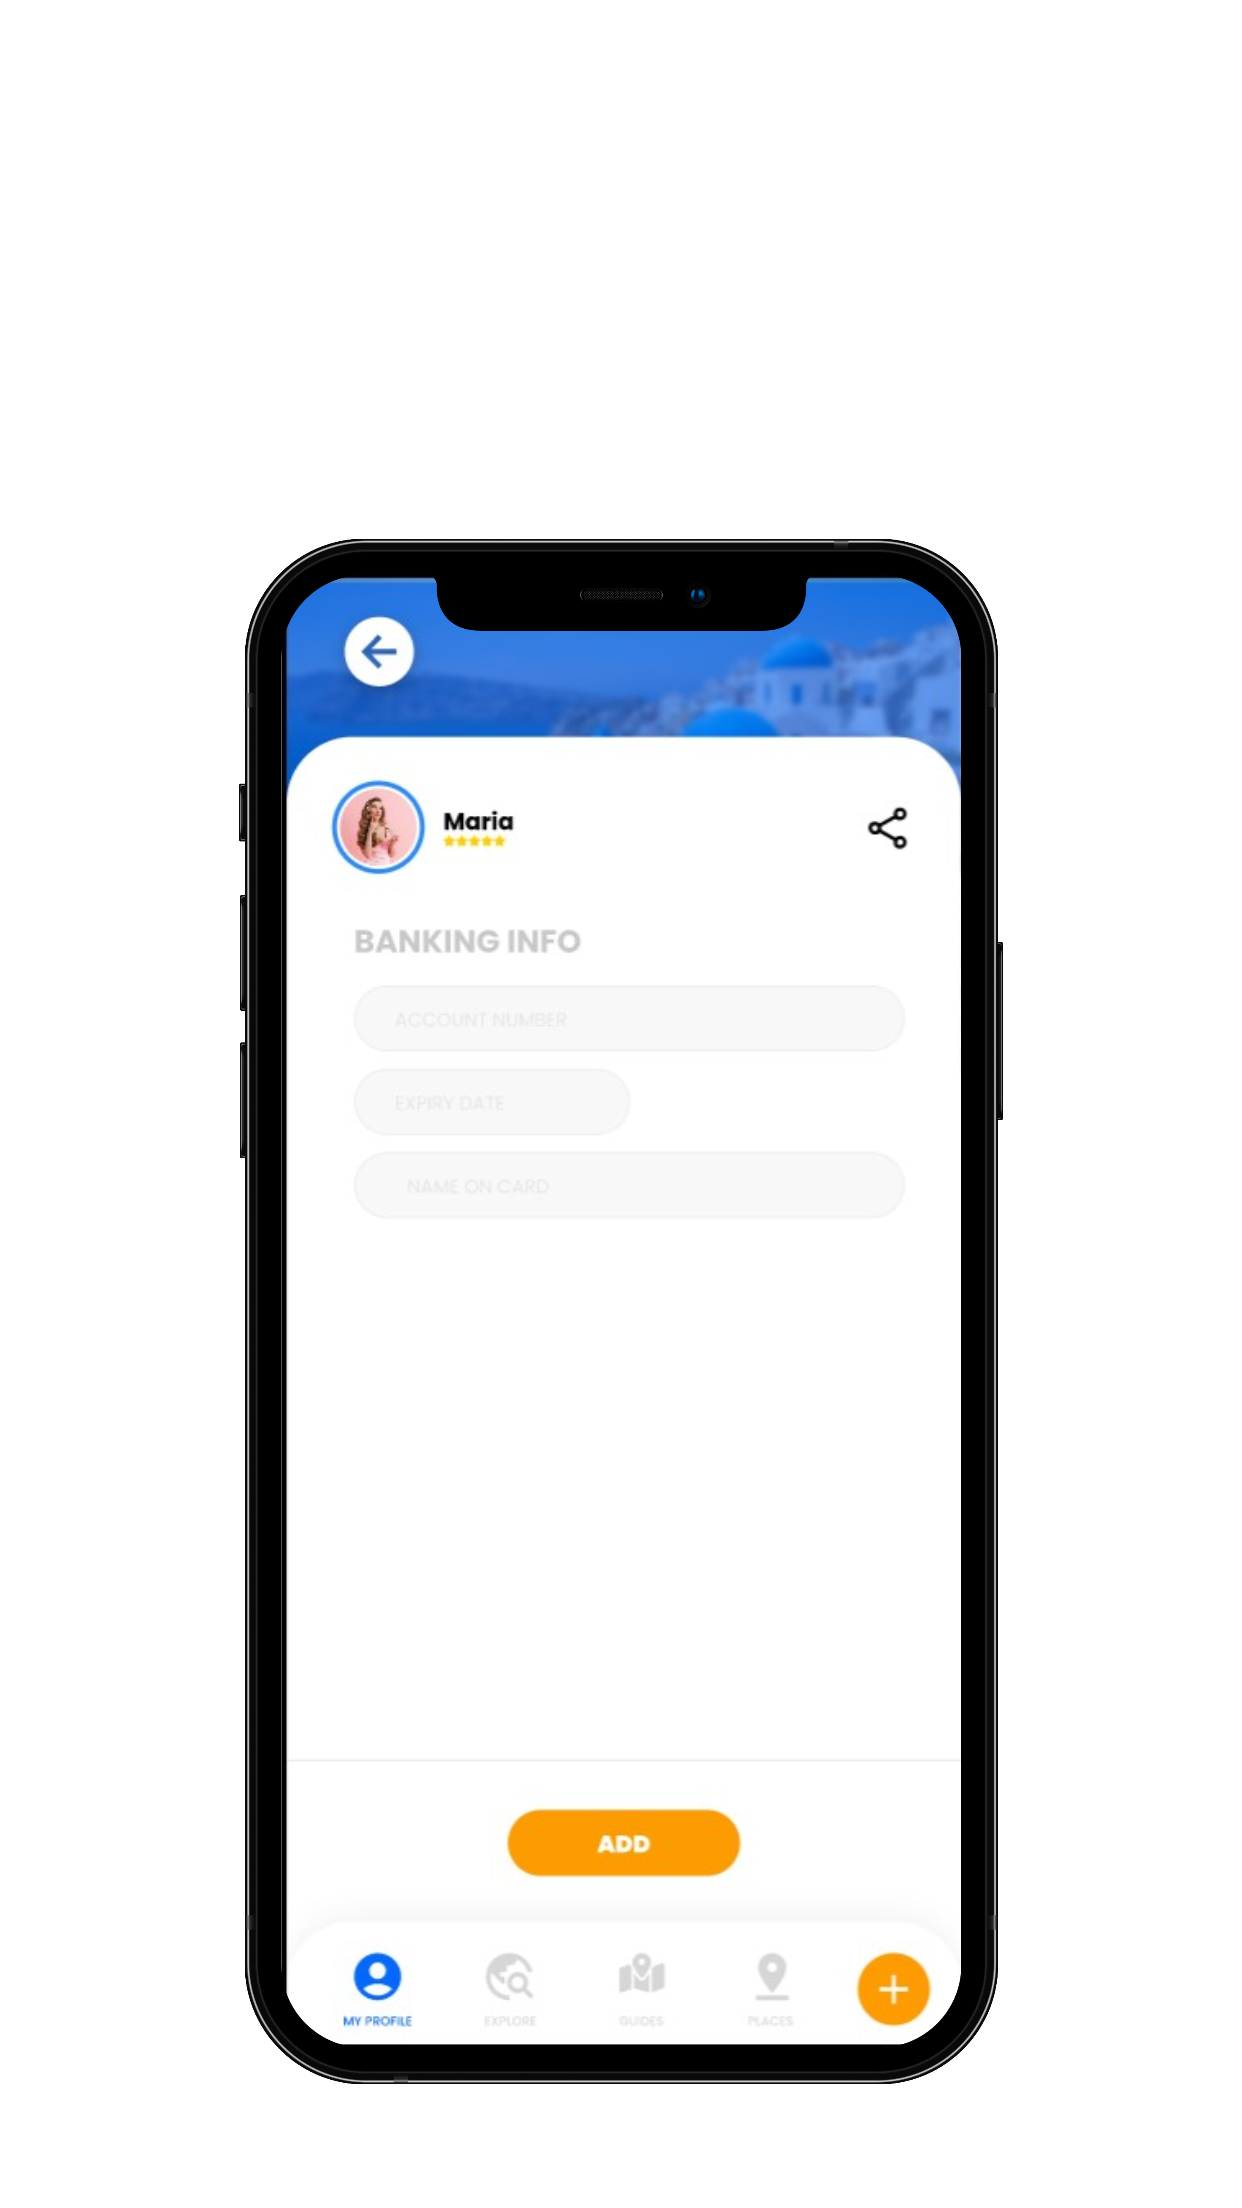 Maria
BANKING INFO
ACCOUNT NUMBER
EXPIRY DATE
NAME ON CARD
ADD
MY PROFILE
EXPLORE
GUIDES
PLACES